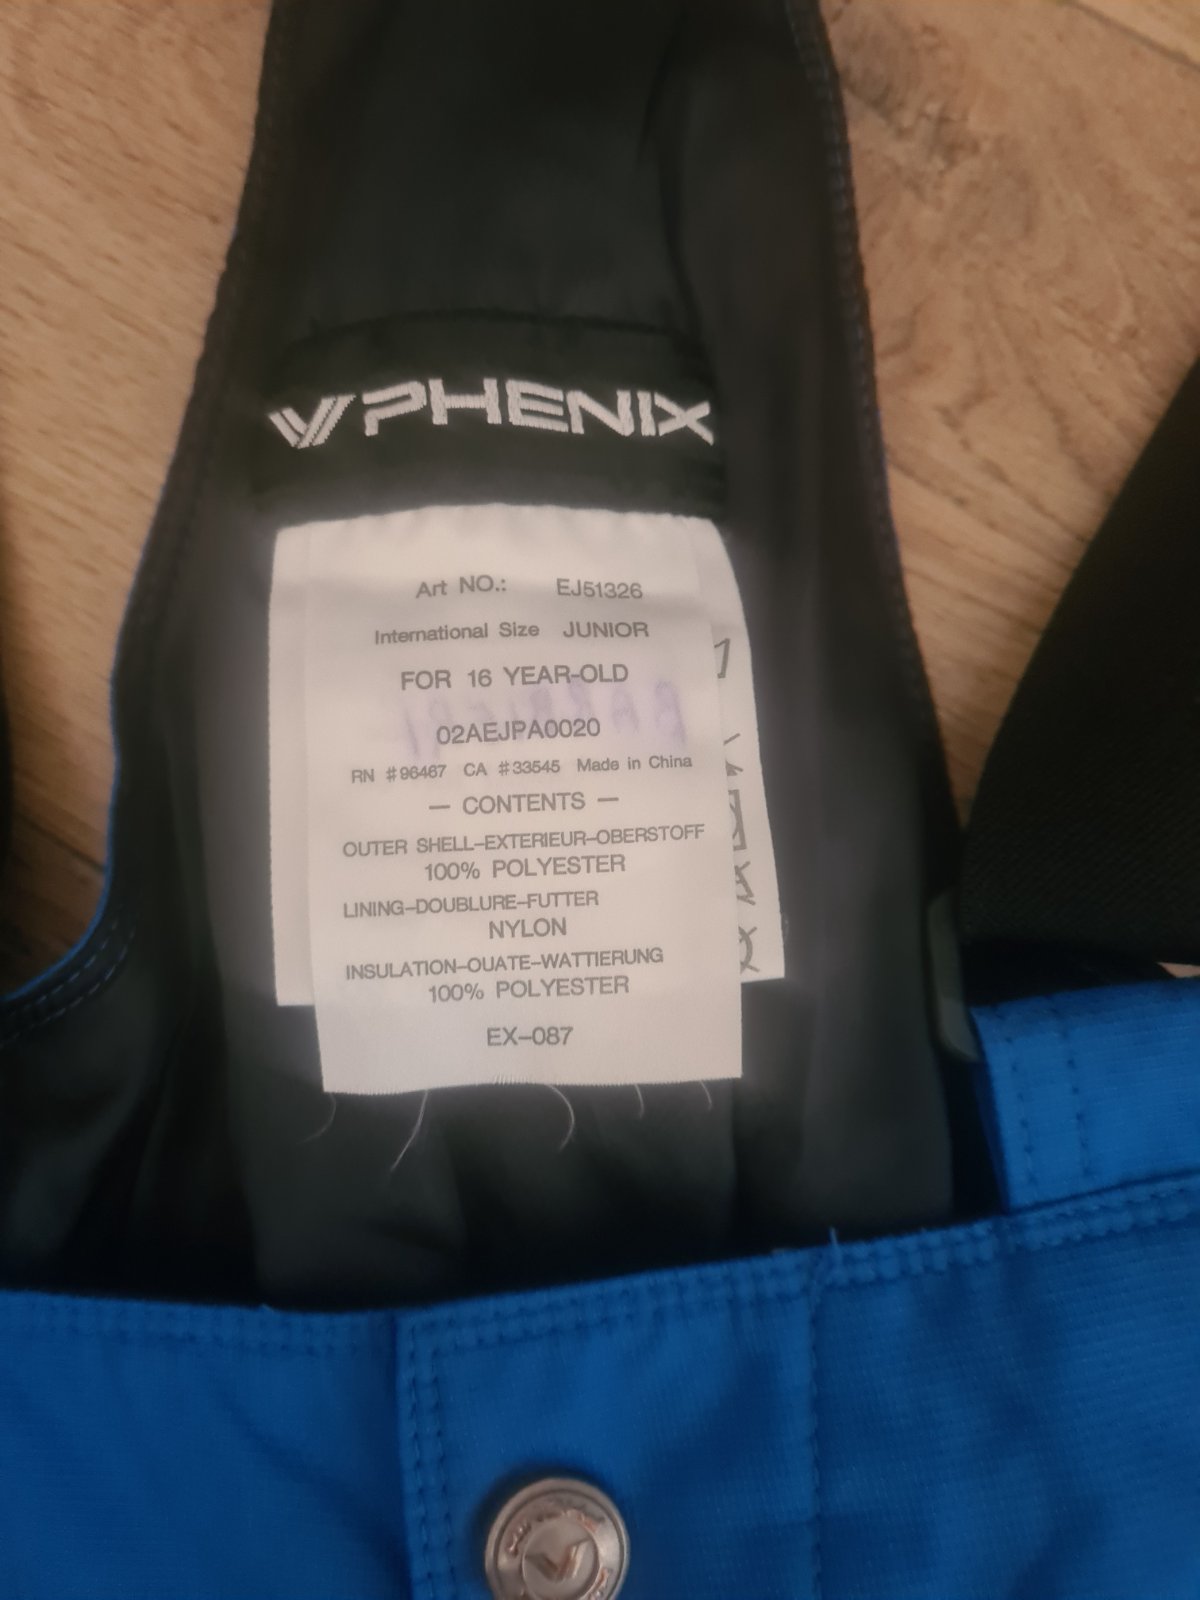 PHENIX
Art NO.: EJ51326
International Size JUNIOR
FOR 16 YEAR-OLD
02AEJPA0020
RN #96467 CA #33545 Made in China
— CONTENTS —
OUTER SHELL–EXTERIEUR–OBERSTOFF
100% POLYESTER
LINING–DOUBLURE–FUTTER
NYLON
INSULATION–OUATE–WATTIERUNG
100% POLYESTER
EX–087